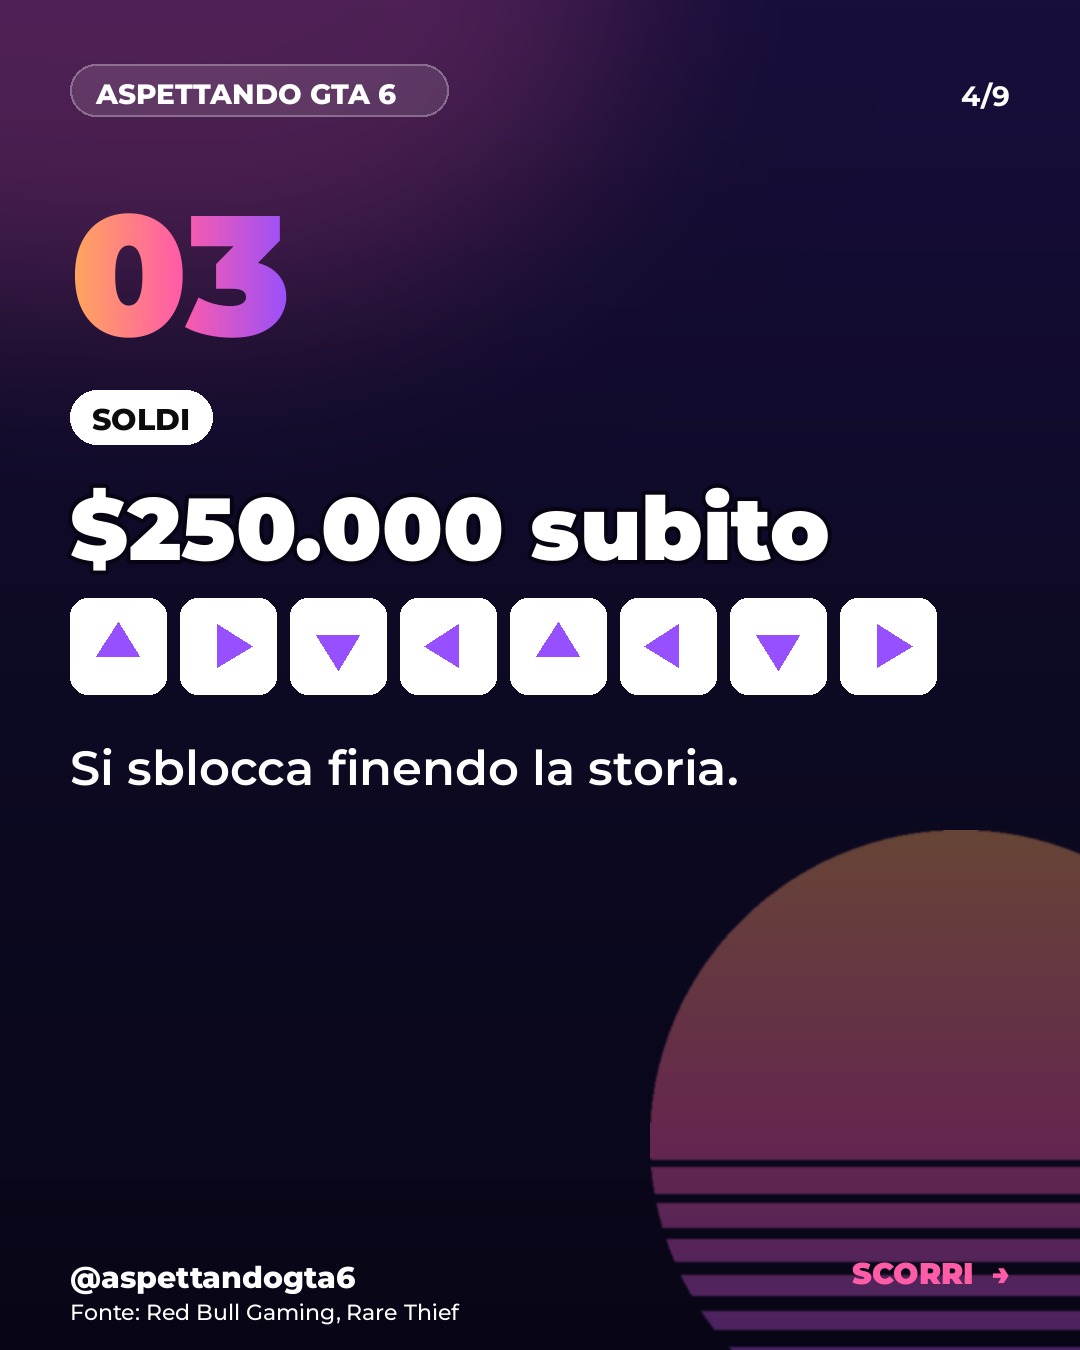 ASPETTANDO GTA 6
4/9
03
SOLDI
$250.000 subito
Si sblocca finendo la storia.
@aspettandogta6
Fonte: Red Bull Gaming, Rare Thief
SCORRI →